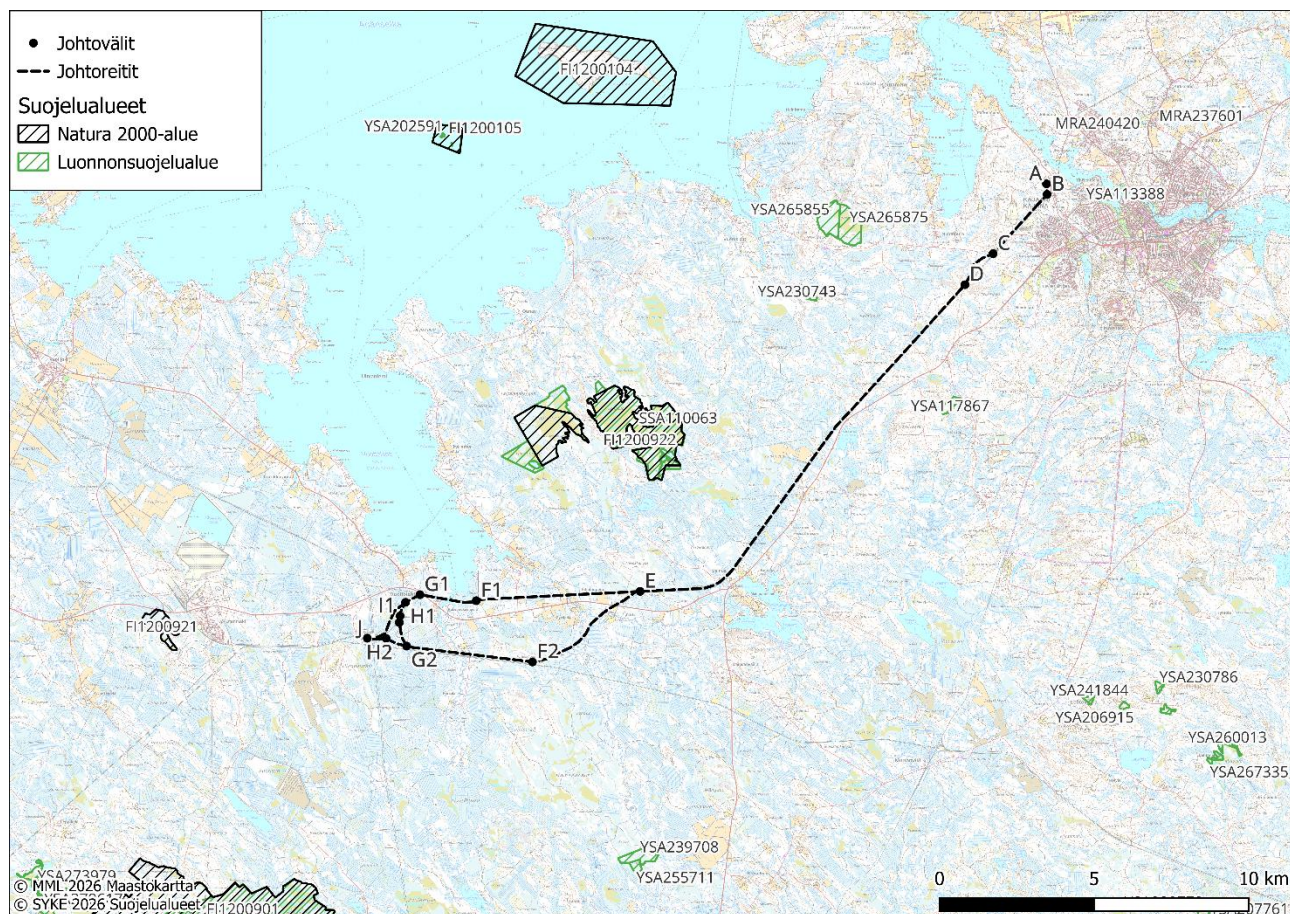 Johtovälit
Johtoreitit
Suojelualueet
Natura 2000-alue
Luonnonsuojelualue
FI1200104
YSA202591
FI1200105
MRA240420
MRA237601
A
B
YSA113388
YSA265855
YSA265875
C
D
YSA230743
YSA117867
SSA110063
FI1200922
E
G1
F1
I1
H1
FI1200921
J
H2
G2
F2
YSA230786
YSA241844
YSA206915
YSA260013
YSA267335
YSA239708
YSA255711
YSA273979
© MML 2026 Maastokartta
© SYKE 2026 Suojelualueet
FI1200901
0
5
10 km